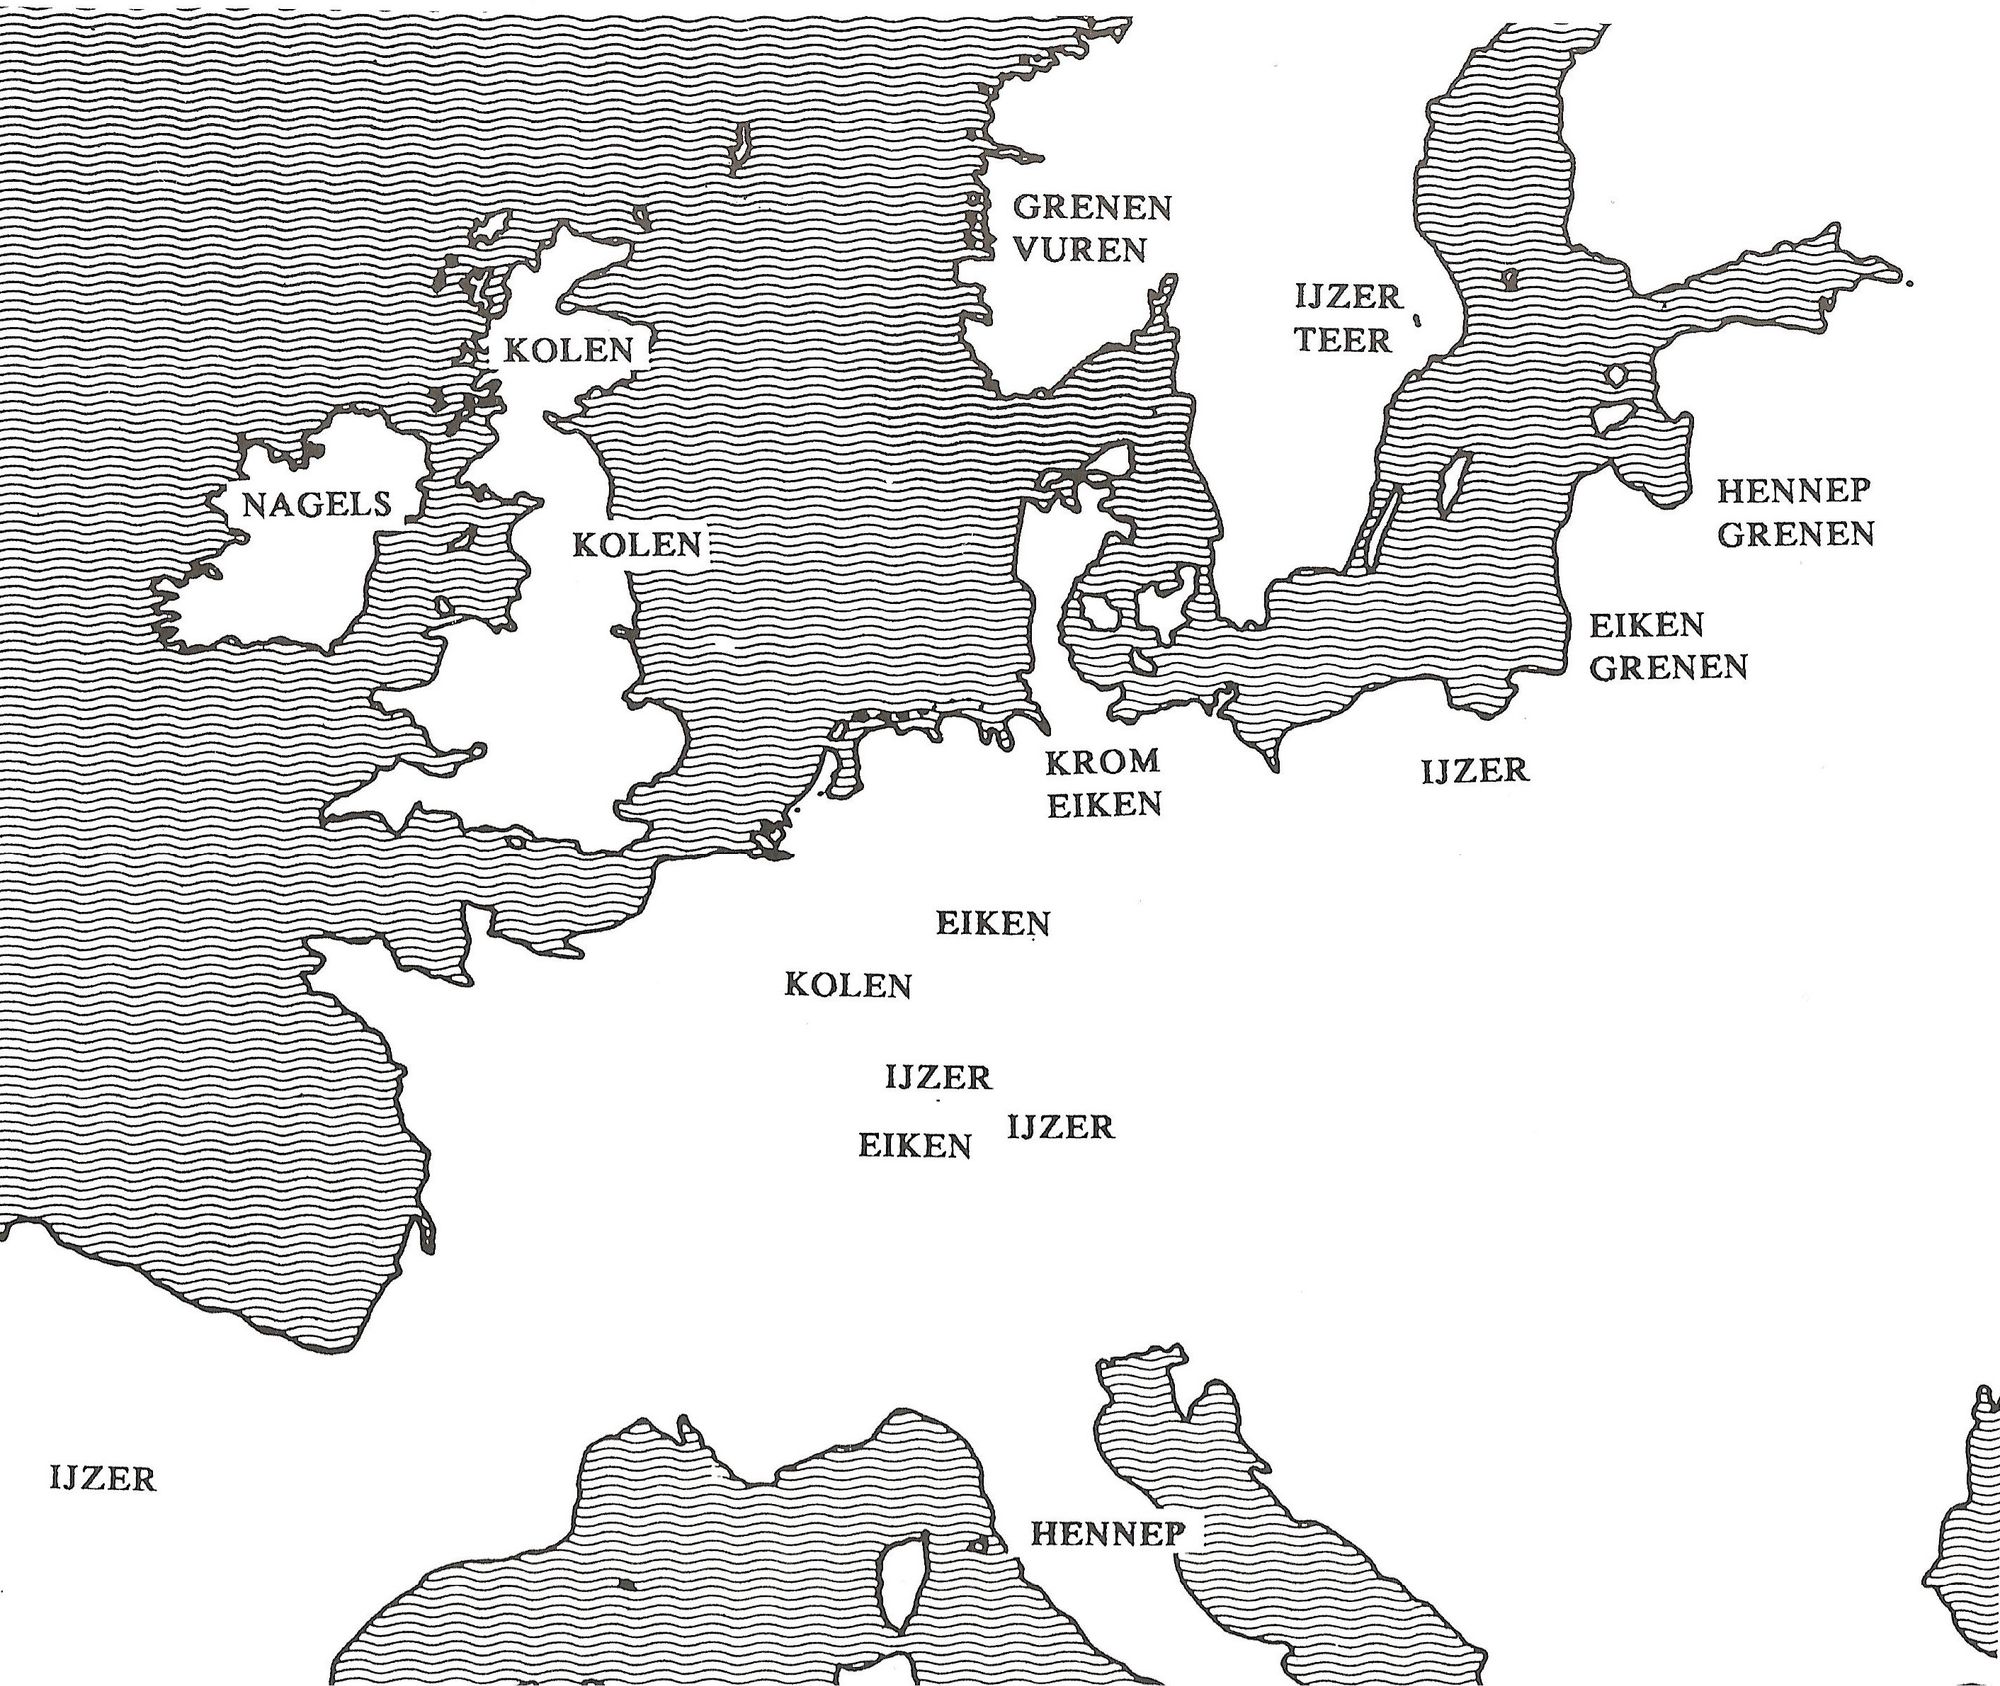 GRENEN
VUREN
IJZER
TEER
KOLEN
NAGELS
KOLEN
HENNEP
GRENEN
EIKEN
GRENEN
KROM
EIKEN
IJZER
EIKEN
KOLEN
IJZER
IJZER
EIKEN
IJZER
HENNEP